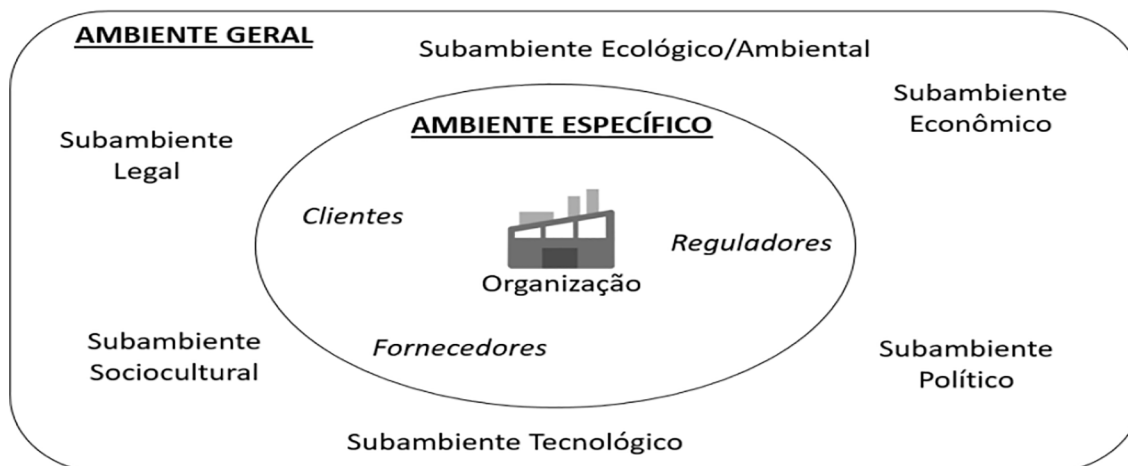 AMBIENTE GERAL
Subambiente Ecológico/Ambiental
Subambiente
Econômico
AMBIENTE ESPECÍFICO
Subambiente
Legal
Clientes
Reguladores
Organização
Subambiente
Sociocultural
Fornecedores
Subambiente
Político
Subambiente Tecnológico